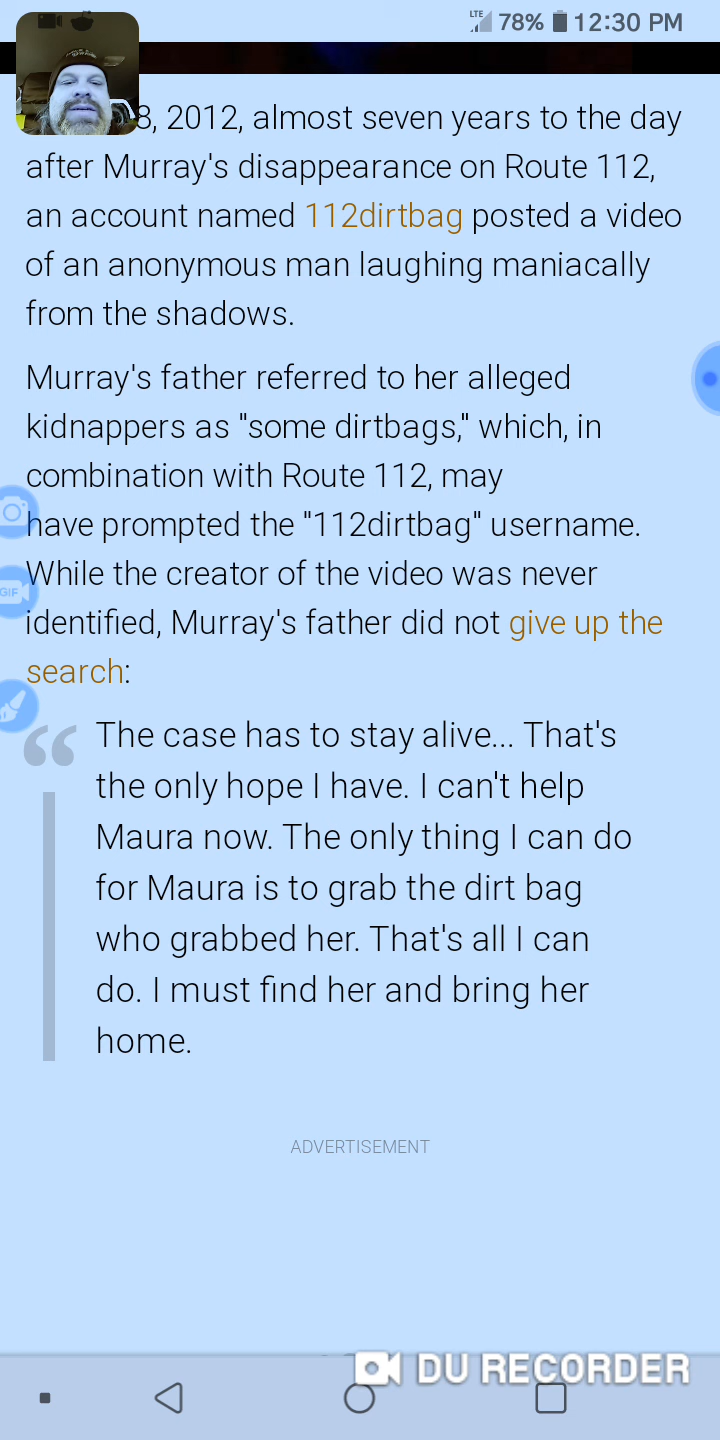 LTE 78% 12:30 PM
8, 2012, almost seven years to the day
after Murray's disappearance on Route 112,
an account named 112dirtbag posted a video
of an anonymous man laughing maniacally
from the shadows.
Murray's father referred to her alleged
kidnappers as "some dirtbags," which, in
combination with Route 112, may
have prompted the "112dirtbag" username.
While the creator of the video was never
identified, Murray's father did not give up the
search:
The case has to stay alive... That's
the only hope I have. I can't help
Maura now. The only thing I can do
for Maura is to grab the dirt bag
who grabbed her. That's all I can
do. I must find her and bring her
home.
ADVERTISEMENT
DU RECORDER
GIF